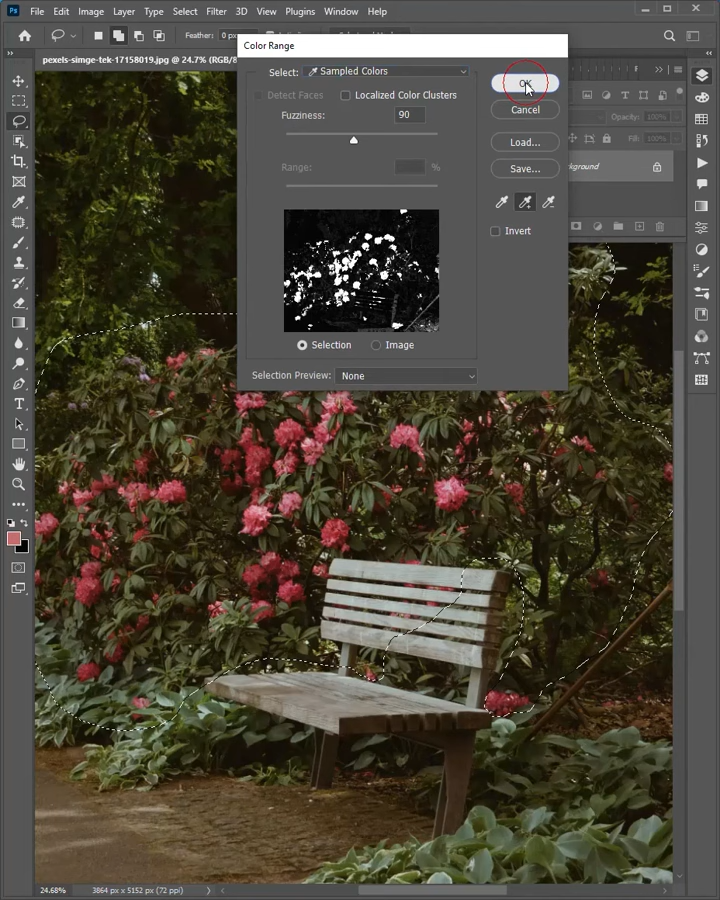 Ps
File Edit Image Layer Type Select Filter 3D View Plugins Window Help
Feather: 0 p
pexels-simge-tek-17158019.jpg @ 24.7% (RGB/8
Color Range
Select: Sampled Colors
Detect Faces Localized Color Clusters
Fuzziness: 90
Range: %
Selection Image
Selection Preview: None
OK
Cancel
Load...
Save...
Invert
Opacity: 100%
Fill: 100%
kground
T
24.68% 3864 px x 5152 px (72 ppi)